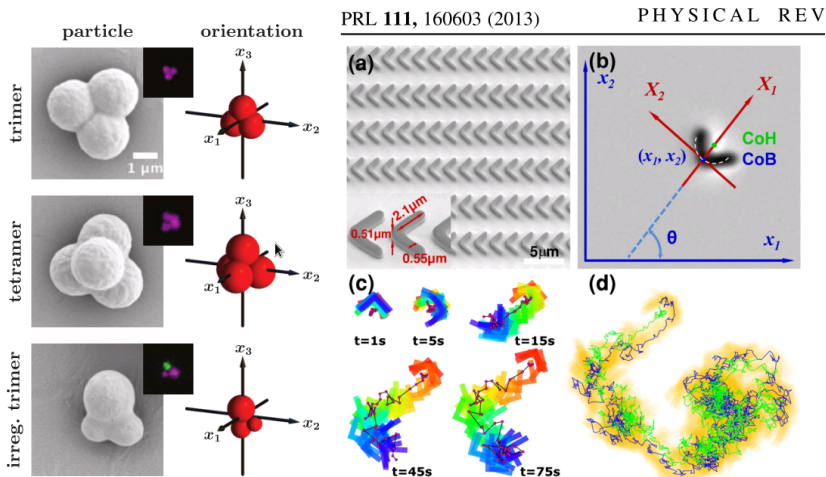 particle
orientation
trimer
1 μm
x₃
x₁
x₂
tetramer
x₃
x₁
x₂
irreg. trimer
x₃
x₁
x₂
PRL 111, 160603 (2013)
PHYSICAL REV
(a)
2.1μm
0.51μm
0.55μm
5μm
(b)
x₂
X₂
X₁
CoH
CoB
(x₁, x₂)
θ
x₁
(c)
t=1s
t=5s
t=15s
t=45s
t=75s
(d)